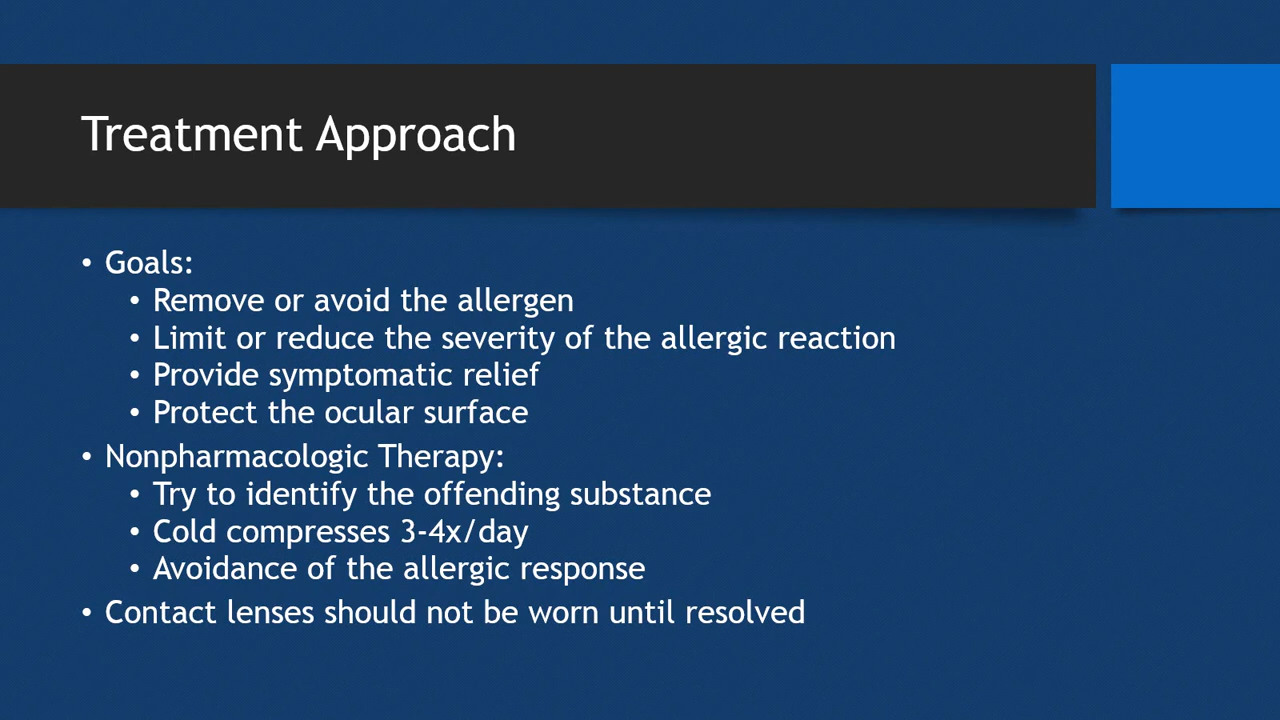 Treatment Approach
• Goals:
• Remove or avoid the allergen
• Limit or reduce the severity of the allergic reaction
• Provide symptomatic relief
• Protect the ocular surface
• Nonpharmacologic Therapy:
• Try to identify the offending substance
• Cold compresses 3-4x/day
• Avoidance of the allergic response
• Contact lenses should not be worn until resolved